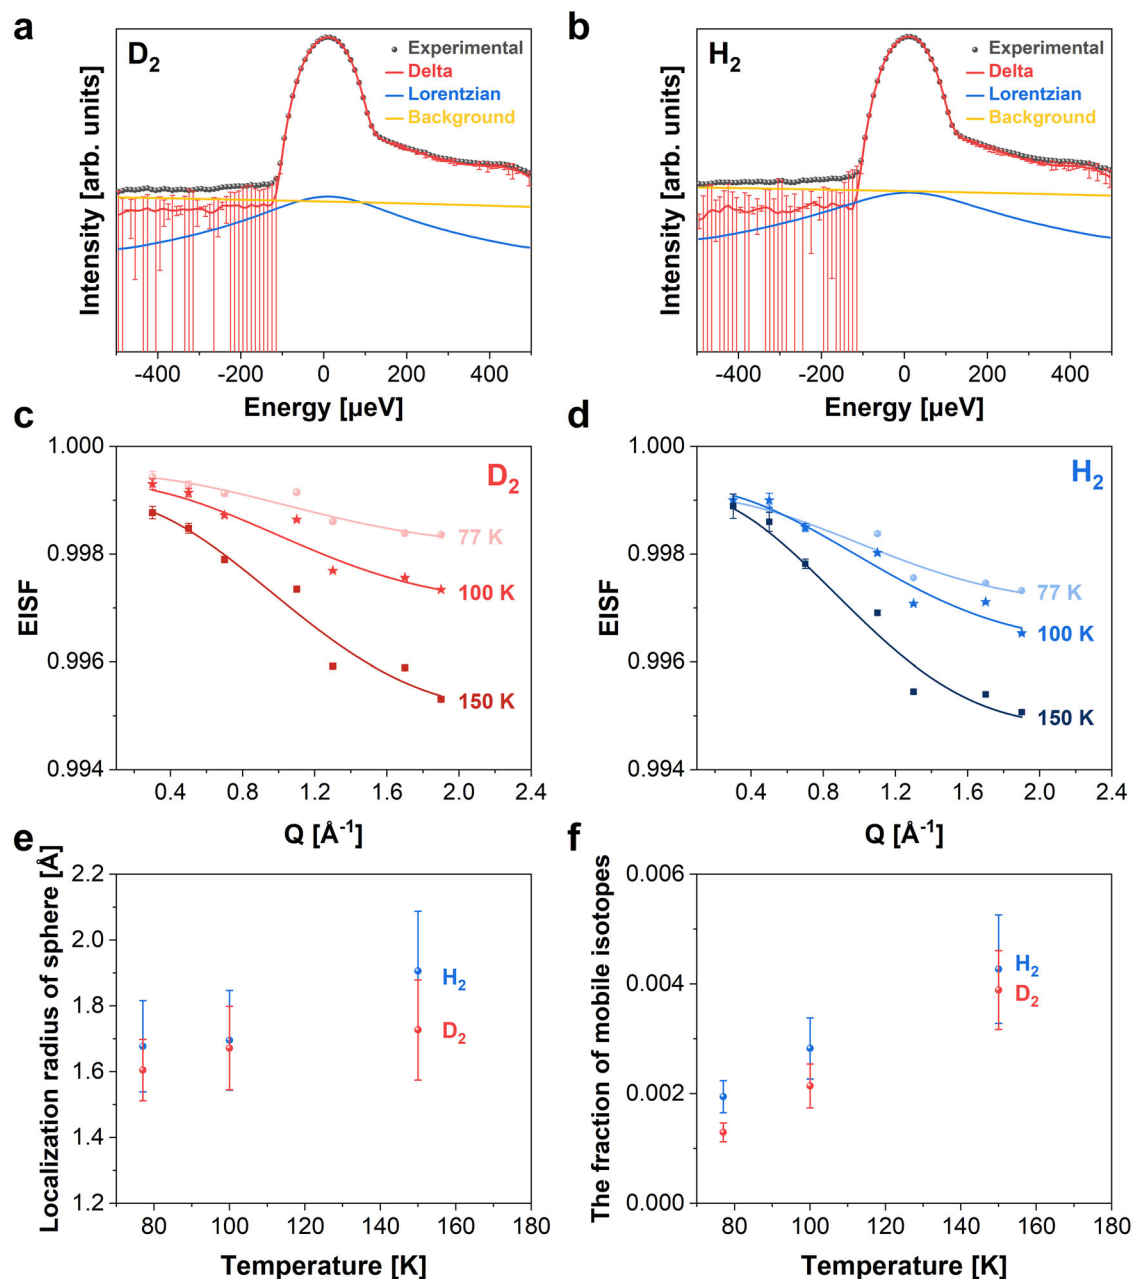 a
D2
Experimental
Delta
Lorentzian
Background
Intensity [arb. units]
-400 -200 0 200 400
Energy [µeV]
b
H2
Experimental
Delta
Lorentzian
Background
Intensity [arb. units]
-400 -200 0 200 400
Energy [µeV]
c
1.000
0.998
0.996
0.994
EISF
D2
77 K
100 K
150 K
0.4 0.8 1.2 1.6 2.0 2.4
Q [Å-1]
d
1.000
0.998
0.996
0.994
EISF
H2
77 K
100 K
150 K
0.4 0.8 1.2 1.6 2.0 2.4
Q [Å-1]
e
2.2
2.0
1.8
1.6
1.4
1.2
Localization radius of sphere [Å]
H2
D2
80 100 120 140 160 180
Temperature [K]
f
0.006
0.004
0.002
0.000
The fraction of mobile isotopes
H2
D2
80 100 120 140 160 180
Temperature [K]